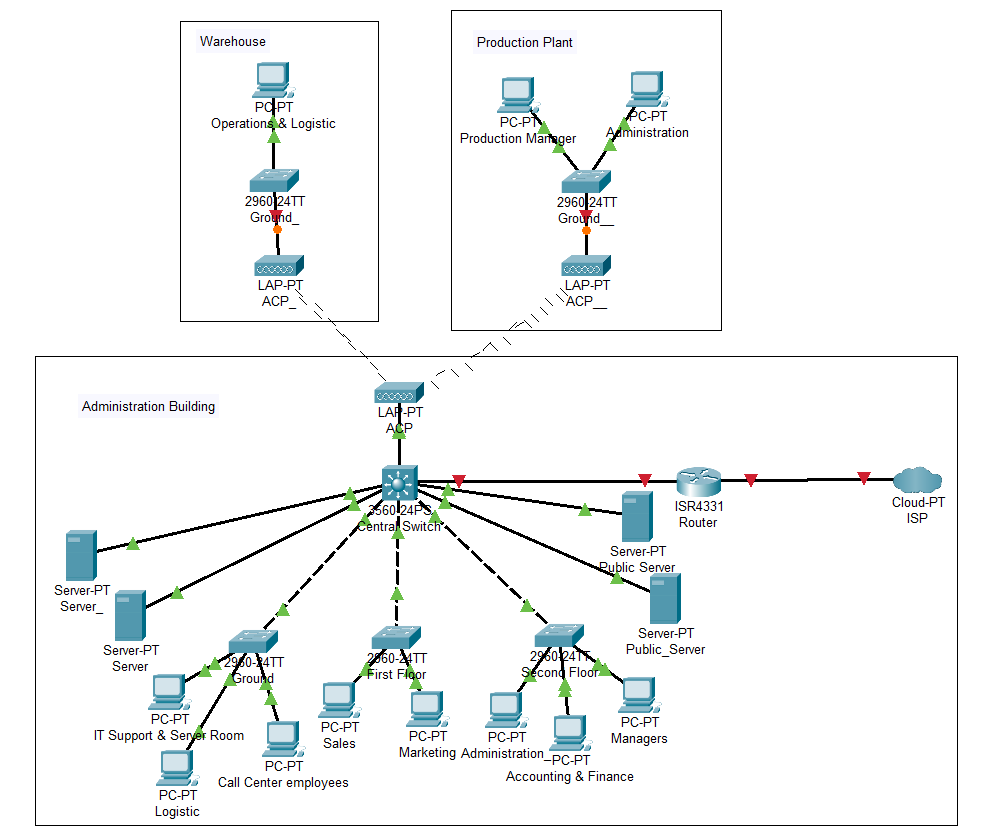 Warehouse
PC-PT
Operations & Logistic
2960-24TT
Ground_
LAP-PT
ACP_
Production Plant
PC-PT
Production Manager
PC-PT
Administration
2960-24TT
Ground__
LAP-PT
ACP__
Administration Building
LAP-PT
ACP
3560-24PS
Central Switch
ISR4331
Router
Cloud-PT
ISP
Server-PT
Server_
Server-PT
Server
Server-PT
Public Server
Server-PT
Public_Server
2960-24TT
Ground
2960-24TT
First Floor
2960-24TT
Second Floor
PC-PT
IT Support & Server Room
PC-PT
Logistic
PC-PT
Call Center employees
PC-PT
Sales
PC-PT
Marketing
PC-PT
Administration_
PC-PT
Accounting & Finance
PC-PT
Managers